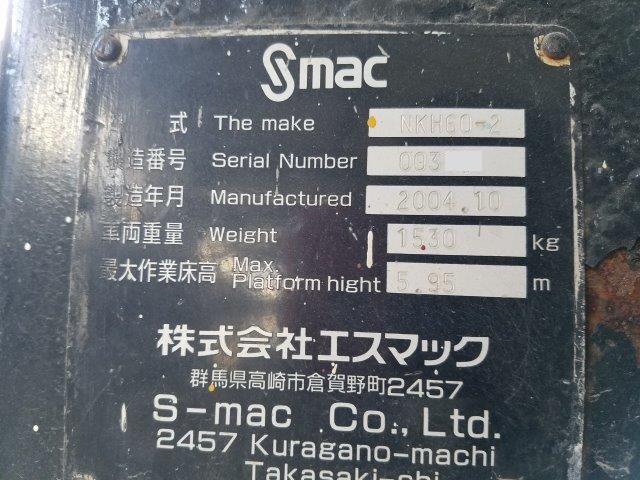 Smac
式 The make NKH60-2
製造番号 Serial Number 003
製造年月 Manufactured 2004.10
車両重量 Weight 1530 kg
最大作業床高 Max. Platform hight 5.95 m
株式会社エスマック
群馬県高崎市倉賀野町2457
S-mac Co.,Ltd.
2457 Kuragano-machi
Takasaki-shi